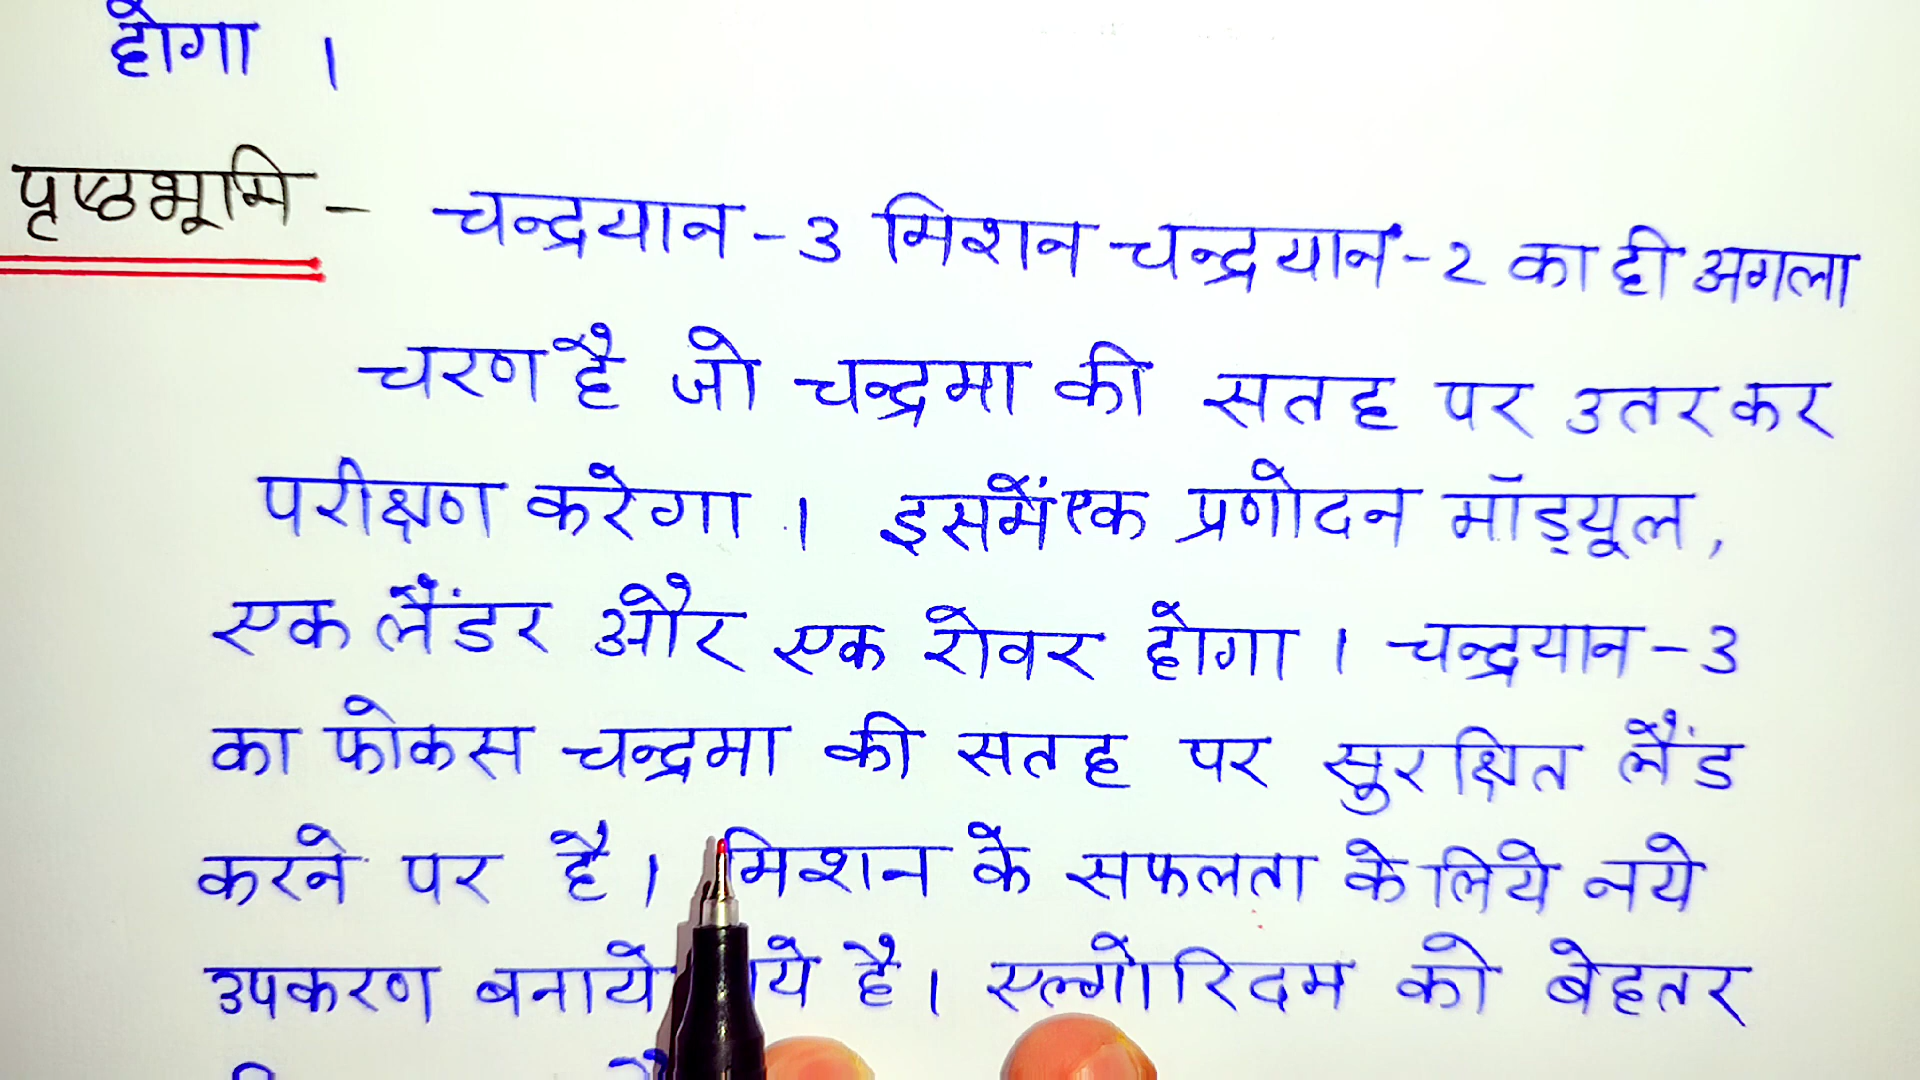 होगा ।
पृष्ठभूमि - चन्द्रयान - 3 मिशन चन्द्रयान - 2 का ही अगला
चरण है जो चन्द्रमा की सतह पर उतरकर
परीक्षण करेगा । इसमें एक प्रणोदन मॉड्यूल,
एक लैंडर और एक रोवर होगा । चन्द्रयान - 3
का फोकस चन्द्रमा की सतह पर सुरक्षित लैंड
करने पर है । मिशन के सफलता के लिये नये
उपकरण बनाये है । एल्गोरिदम को बेहतर